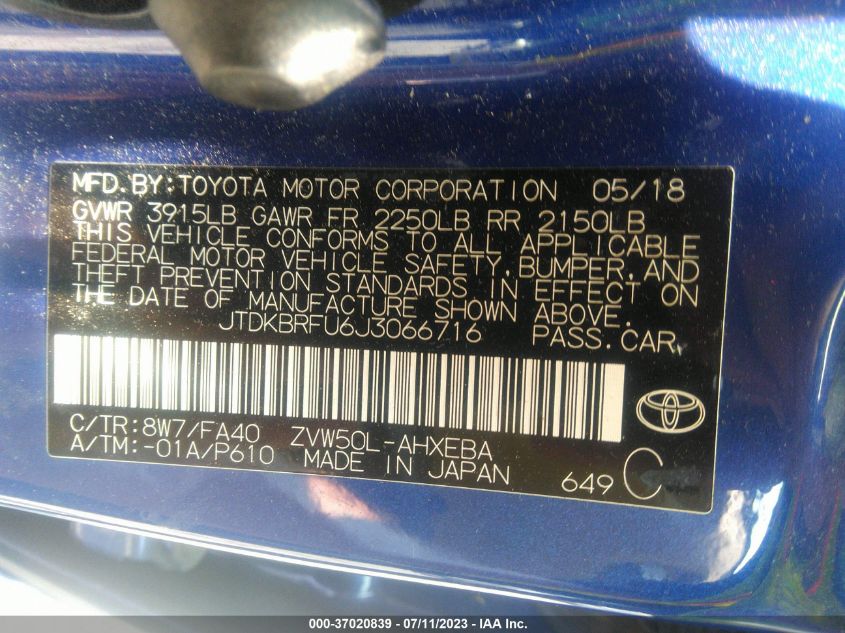 MFD.BY:TOYOTA MOTOR CORPORATION 05/18
GVWR 3915LB GAWR FR 2250LB RR 2150LB
THIS VEHICLE CONFORMS TO ALL APPLICABLE
FEDERAL MOTOR VEHICLE SAFETY,BUMPER,AND
THEFT PREVENTION STANDARDS IN EFFECT ON
THE DATE OF MANUFACTURE SHOWN ABOVE.
JTDKBRFU6J3066716 PASS.CAR
C/TR:8W7/FA40 ZVW50L-AHXEBA
A/TM:-01A/P610 MADE IN JAPAN
649 C
000-37020839 - 07/11/2023 - IAA Inc.